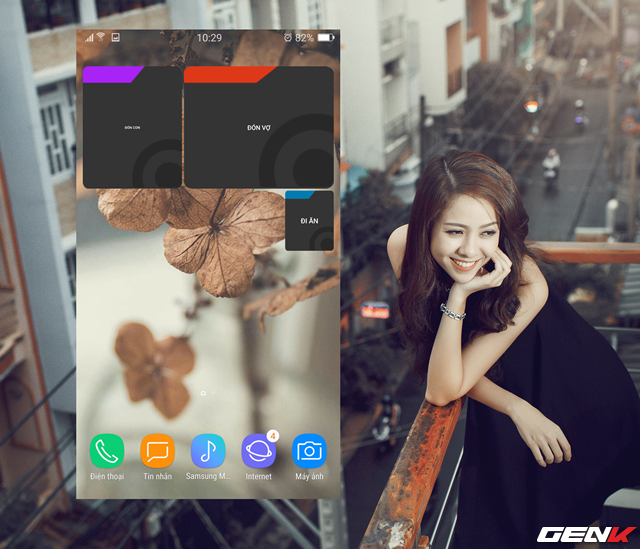 10:29
82%
ĐÓN CON
ĐÓN VỢ
ĐI ĂN
4
Điện thoại
Tin nhắn
Samsung M...
Internet
Máy ảnh
GENK